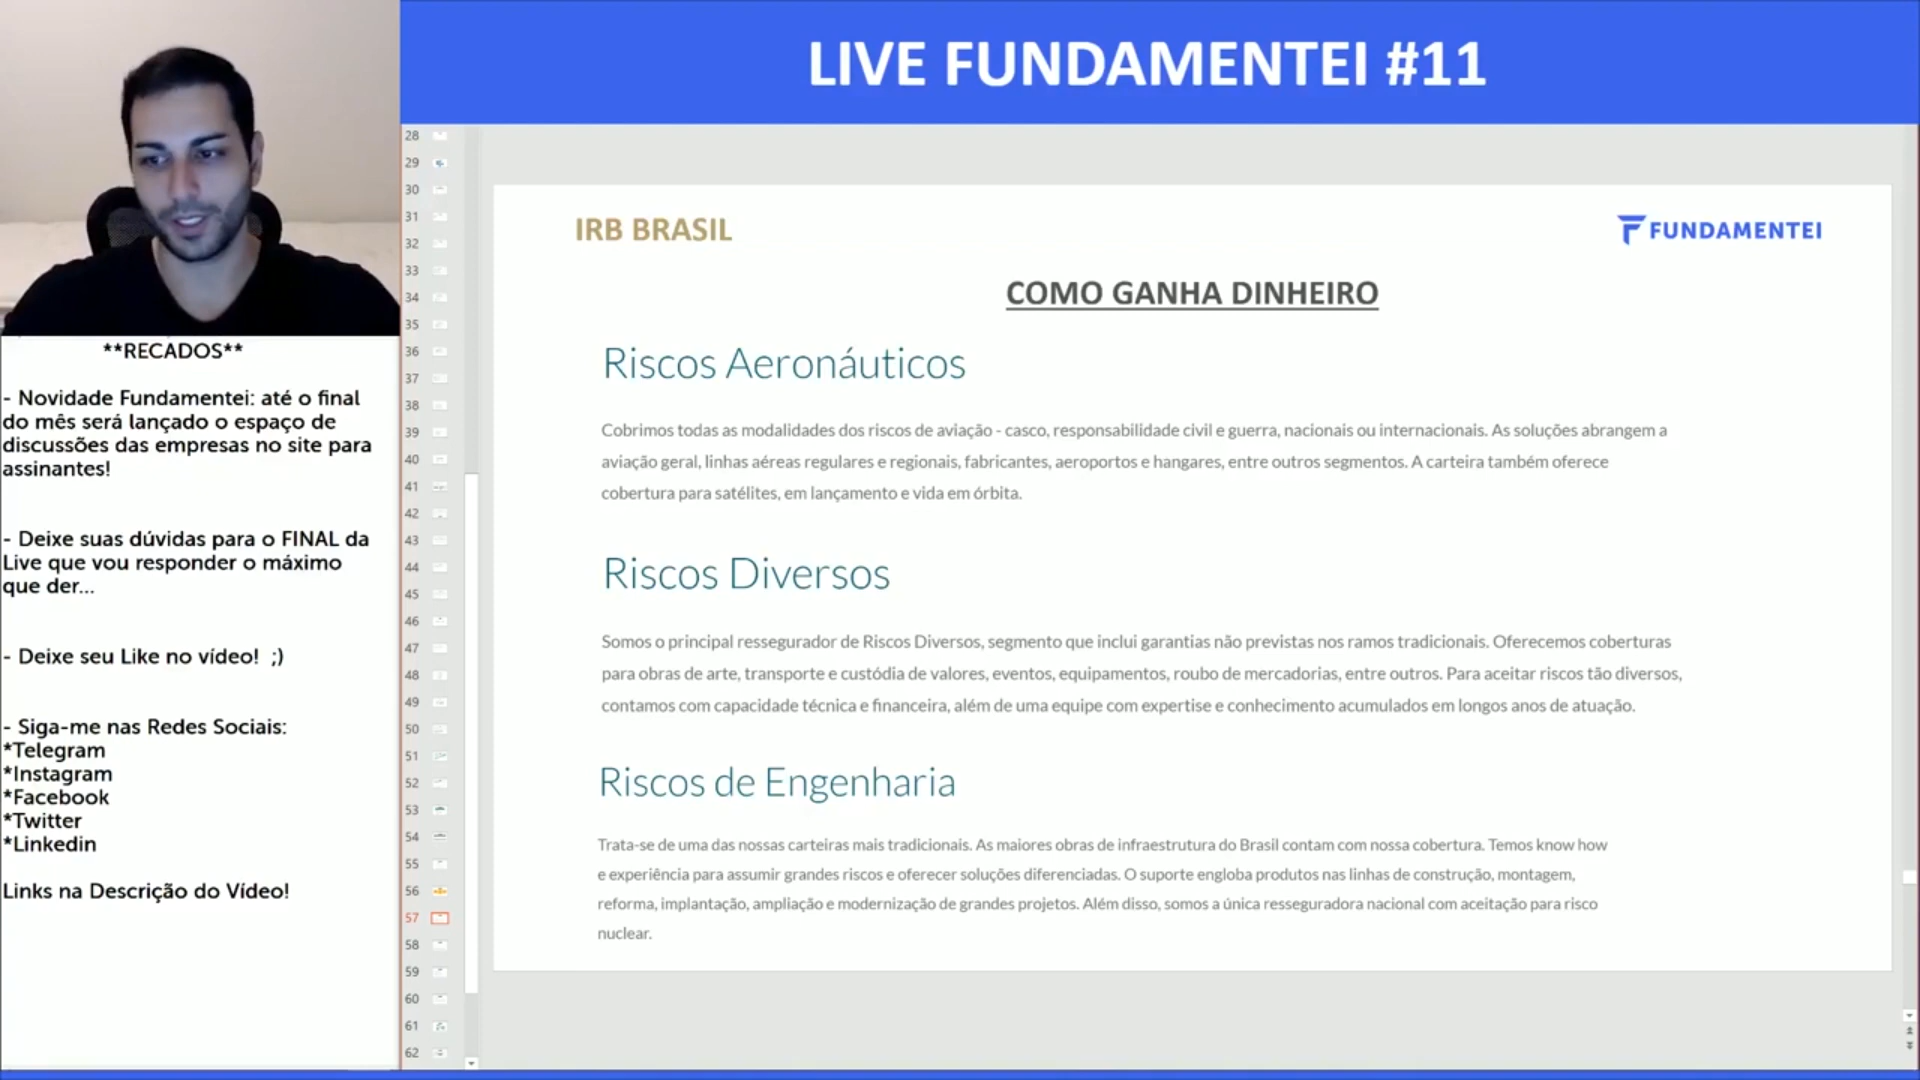 LIVE FUNDAMENTEI #11
**RECADOS**
- Novidade Fundamentei: até o final
do mês será lançado o espaço de
discussões das empresas no site para
assinantes!
- Deixe suas dúvidas para o FINAL da
Live que vou responder o máximo
que der...
- Deixe seu Like no vídeo!  ;)
- Siga-me nas Redes Sociais:
*Telegram
*Instagram
*Facebook
*Twitter
*Linkedin
Links na Descrição do Vídeo!
28
29
30
31
32
33
34
35
36
37
38
39
40
41
42
43
44
45
46
47
48
49
50
51
52
53
54
55
56
57
58
59
60
61
62
IRB BRASIL
FUNDAMENTEI
COMO GANHA DINHEIRO
Riscos Aeronáuticos
Cobrimos todas as modalidades dos riscos de aviação - casco, responsabilidade civil e guerra, nacionais ou internacionais. As soluções abrangem a
aviação geral, linhas aéreas regulares e regionais, fabricantes, aeroportos e hangares, entre outros segmentos. A carteira também oferece
cobertura para satélites, em lançamento e vida em órbita.
Riscos Diversos
Somos o principal ressegurador de Riscos Diversos, segmento que inclui garantias não previstas nos ramos tradicionais. Oferecemos coberturas
para obras de arte, transporte e custódia de valores, eventos, equipamentos, roubo de mercadorias, entre outros. Para aceitar riscos tão diversos,
contamos com capacidade técnica e financeira, além de uma equipe com expertise e conhecimento acumulados em longos anos de atuação.
Riscos de Engenharia
Trata-se de uma das nossas carteiras mais tradicionais. As maiores obras de infraestrutura do Brasil contam com nossa cobertura. Temos know how
e experiência para assumir grandes riscos e oferecer soluções diferenciadas. O suporte engloba produtos nas linhas de construção, montagem,
reforma, implantação, ampliação e modernização de grandes projetos. Além disso, somos a única resseguradora nacional com aceitação para risco
nuclear.